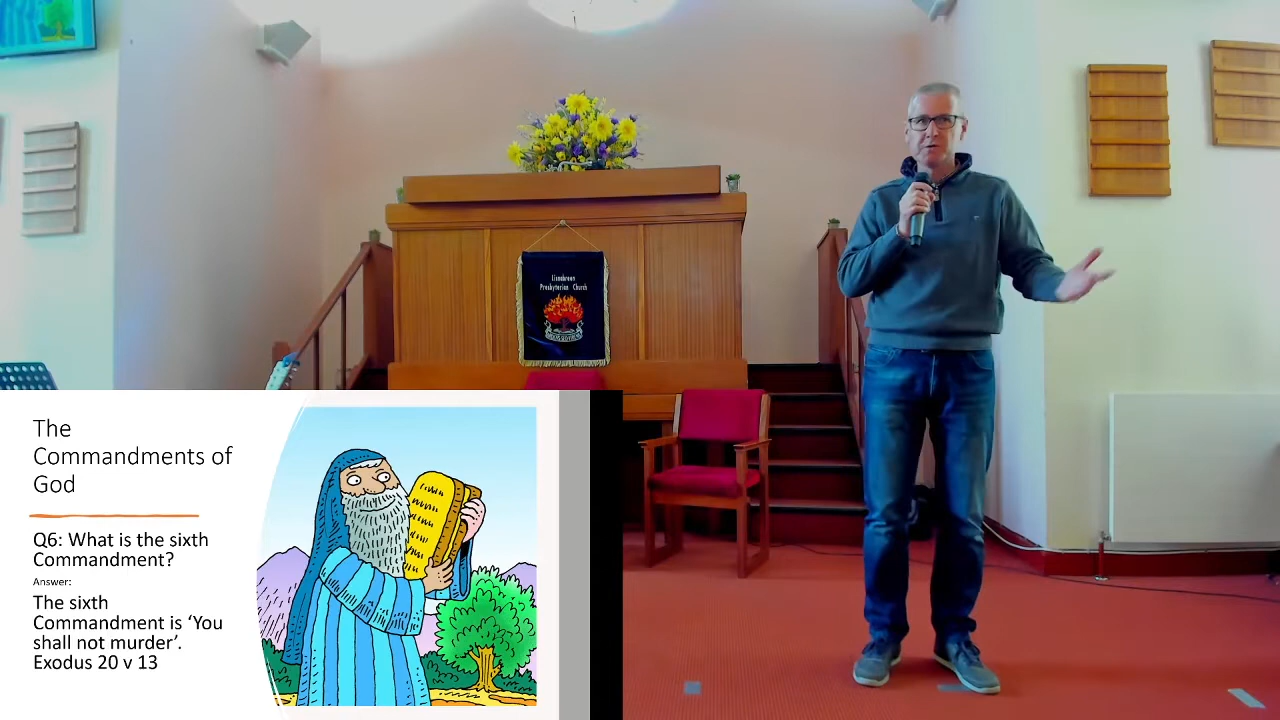 Lisnabreen
Presbyterian Church
The
Commandments of
God
Q6: What is the sixth
Commandment?
Answer:
The sixth
Commandment is ‘You
shall not murder’.
Exodus 20 v 13